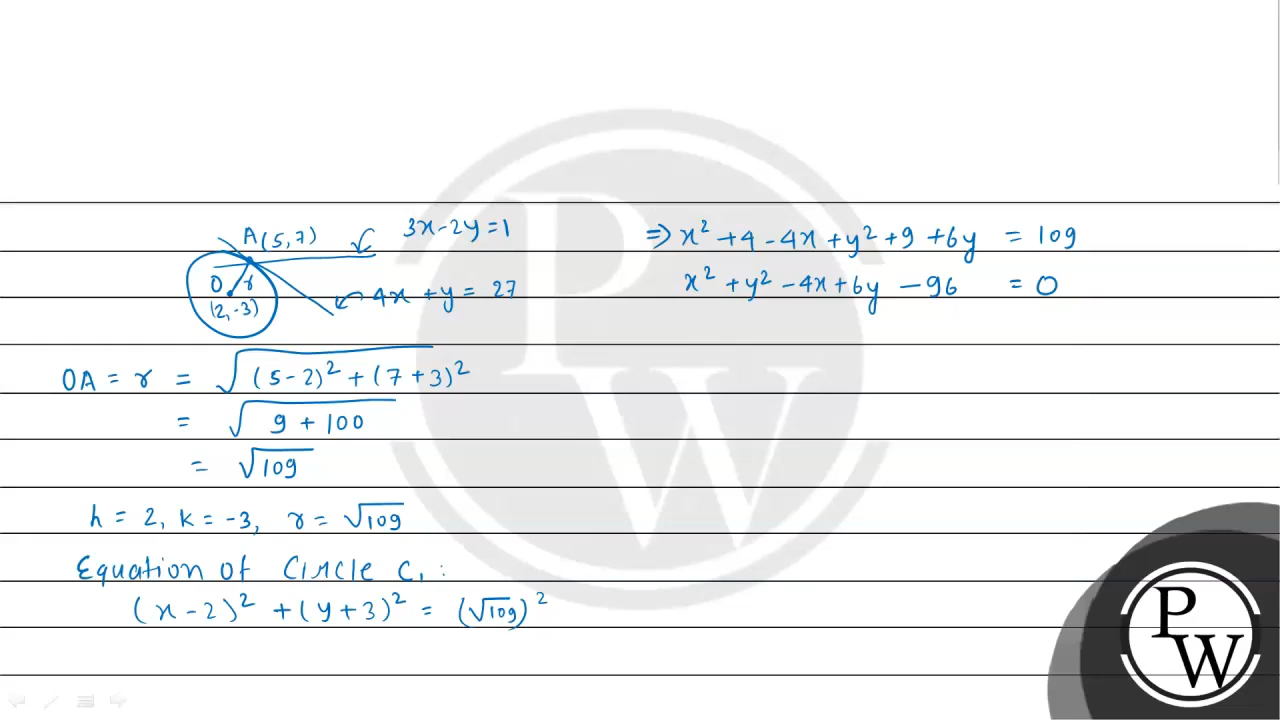 A(5,7)
3x-2y=1
O r
(2,-3)
4x+y=27
OA = r = √(5-2)²+(7+3)²
= √9+100
= √109
h=2, k=-3, r=√109
Equation of Circle C₁:
(x-2)²+(y+3)²=(√109)²
⇒ x²+4-4x+y²+9+6y = 109
x²+y²-4x+6y-96 = 0
PW
PW